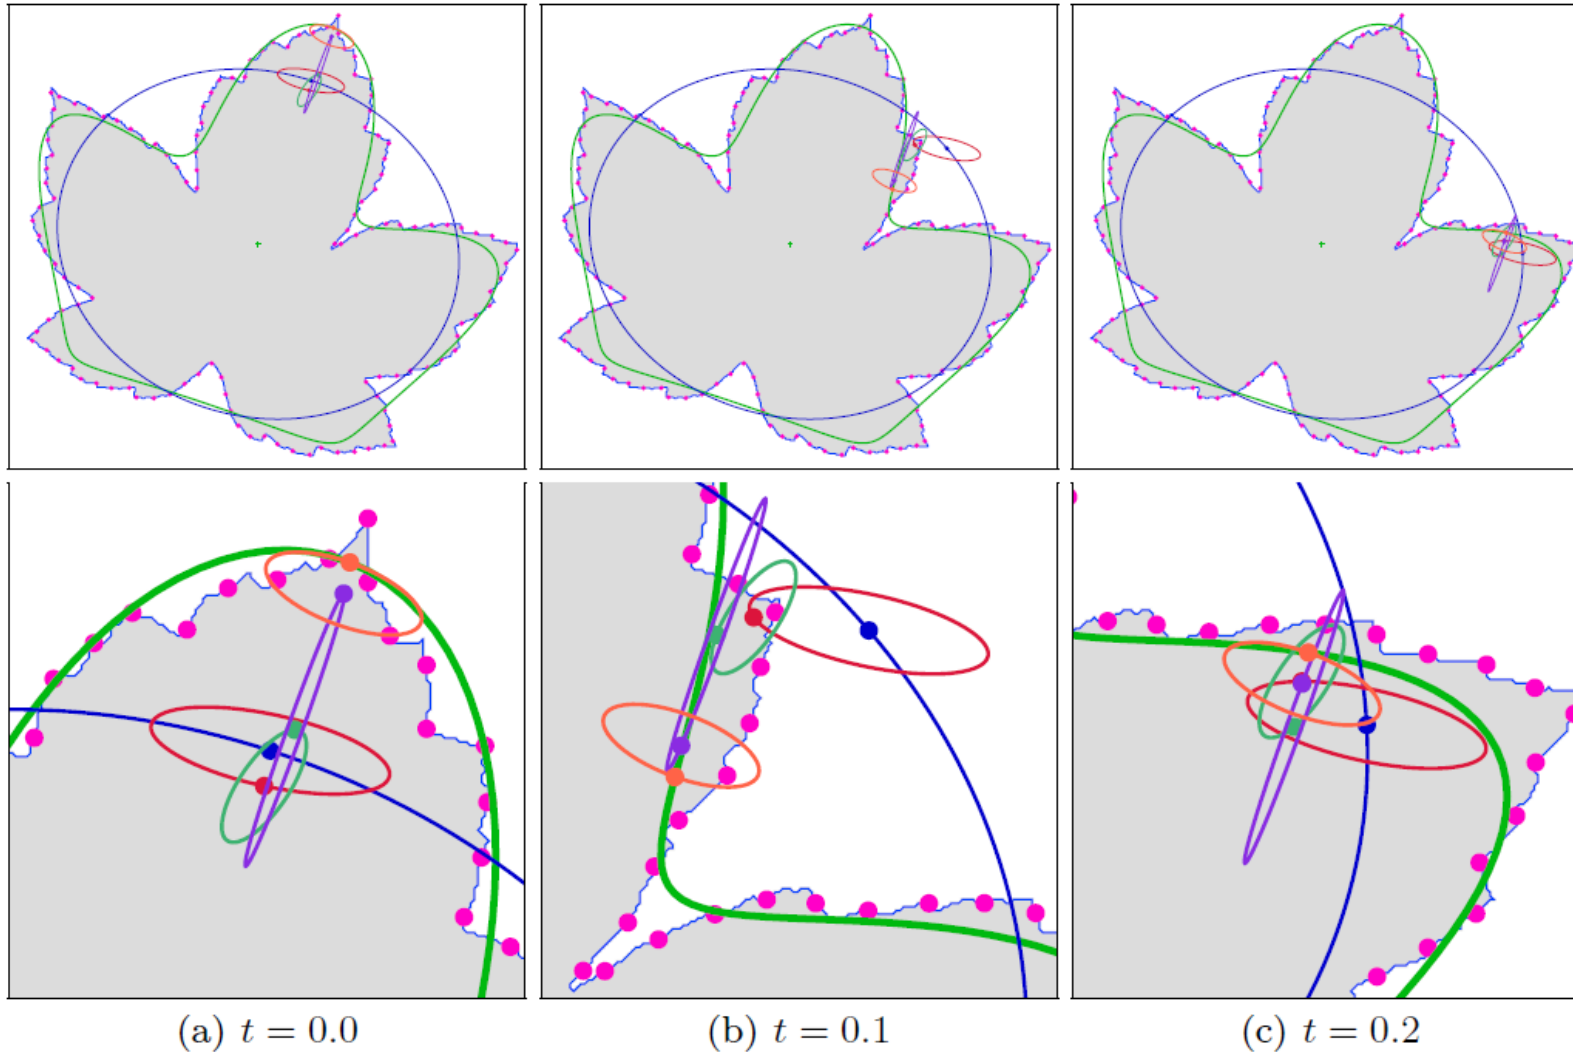 (a) t = 0.0 (b) t = 0.1 (c) t = 0.2